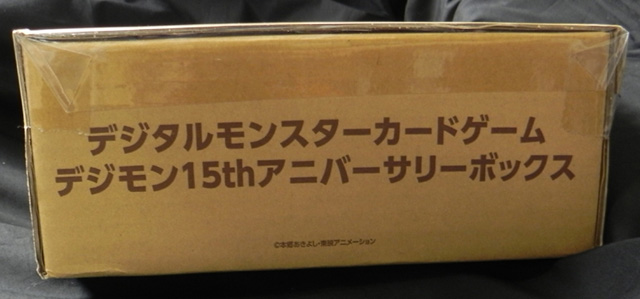 デジタルモンスターカードゲーム
デジモン15thアニバーサリーボックス
©本郷あきよし・東映アニメーション